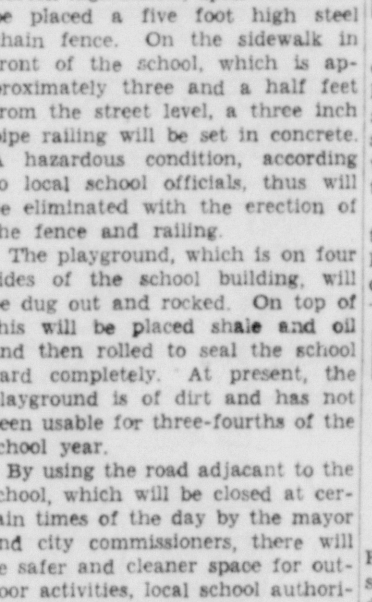 e placed a five foot high steel
hain fence. On the sidewalk in
ront of the school, which is ap-
roximately three and a half feet
rom the street level, a three inch
ipe railing will be set in concrete.
A hazardous condition, according
o local school officials, thus will
e eliminated with the erection of
he fence and railing.
The playground, which is on four
ides of the school building, will
e dug out and rocked. On top of
his will be placed shale and oil
nd then rolled to seal the school
ard completely. At present, the
layground is of dirt and has not
een usable for three-fourths of the
chool year.
By using the road adjacant to the
chool, which will be closed at cer-
ain times of the day by the mayor
nd city commissioners, there will
e safer and cleaner space for out-
oor activities, local school authori-